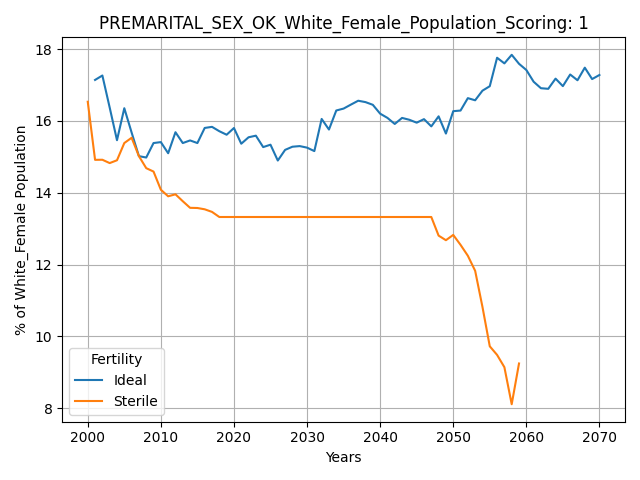 PREMARITAL_SEX_OK_White_Female_Population_Scoring: 1
% of White_Female Population
18
16
14
12
10
8
Fertility
Ideal
Sterile
2000 2010 2020 2030 2040 2050 2060 2070
Years